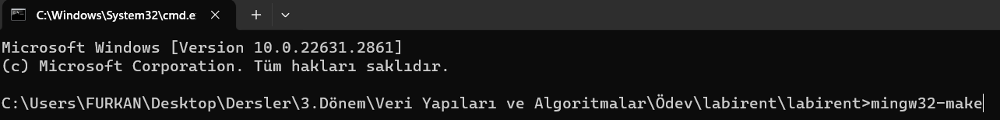 C:\Windows\System32\cmd.e
Microsoft Windows [Version 10.0.22631.2861]
(c) Microsoft Corporation. Tüm hakları saklıdır.
C:\Users\FURKAN\Desktop\Dersler\3.Dönem\Veri Yapıları ve Algoritmalar\Ödev\labirent\labirent>mingw32-make